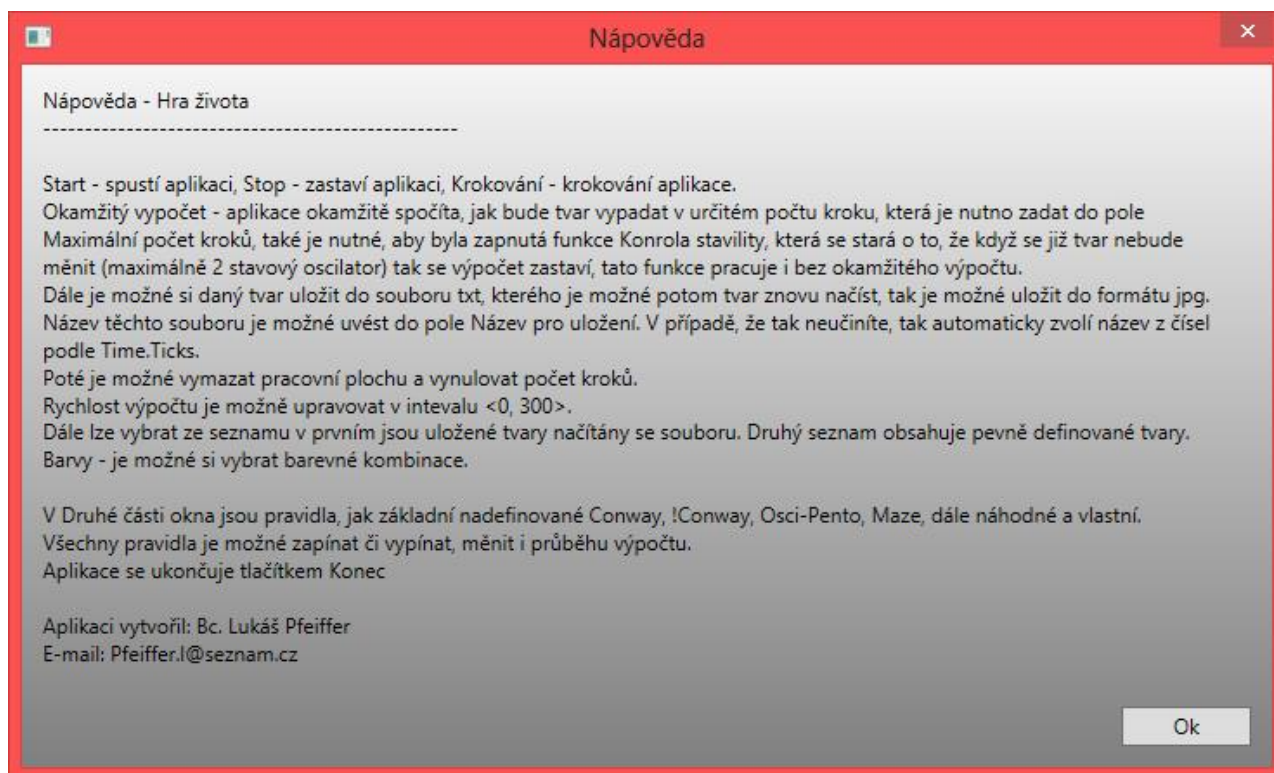 Nápověda
Nápověda - Hra života
--------------------------------------------------
Start - spustí aplikaci, Stop - zastaví aplikaci, Krokování - krokování aplikace.
Okamžitý vypočet - aplikace okamžitě spočíta, jak bude tvar vypadat v určitém počtu kroku, která je nutno zadat do pole
Maximální počet kroků, také je nutné, aby byla zapnutá funkce Konrola stavility, která se stará o to, že když se již tvar nebude
měnit (maximálně 2 stavový oscilator) tak se výpočet zastaví, tato funkce pracuje i bez okamžitého výpočtu.
Dále je možné si daný tvar uložit do souboru txt, kterého je možné potom tvar znovu načíst, tak je možné uložit do formátu jpg.
Název těchto souboru je možné uvést do pole Název pro uložení. V případě, že tak neučiníte, tak automaticky zvolí název z čísel
podle Time.Ticks.
Poté je možné vymazat pracovní plochu a vynulovat počet kroků.
Rychlost výpočtu je možně upravovat v intevalu <0, 300>.
Dále lze vybrat ze seznamu v prvním jsou uložené tvary načítány se souboru. Druhý seznam obsahuje pevně definované tvary.
Barvy - je možné si vybrat barevné kombinace.
V Druhé části okna jsou pravidla, jak základní nadefinované Conway, !Conway, Osci-Pento, Maze, dále náhodné a vlastní.
Všechny pravidla je možné zapínat či vypínat, měnit i průběhu výpočtu.
Aplikace se ukončuje tlačítkem Konec
Aplikaci vytvořil: Bc. Lukáš Pfeiffer
E-mail: Pfeiffer.l@seznam.cz
Ok